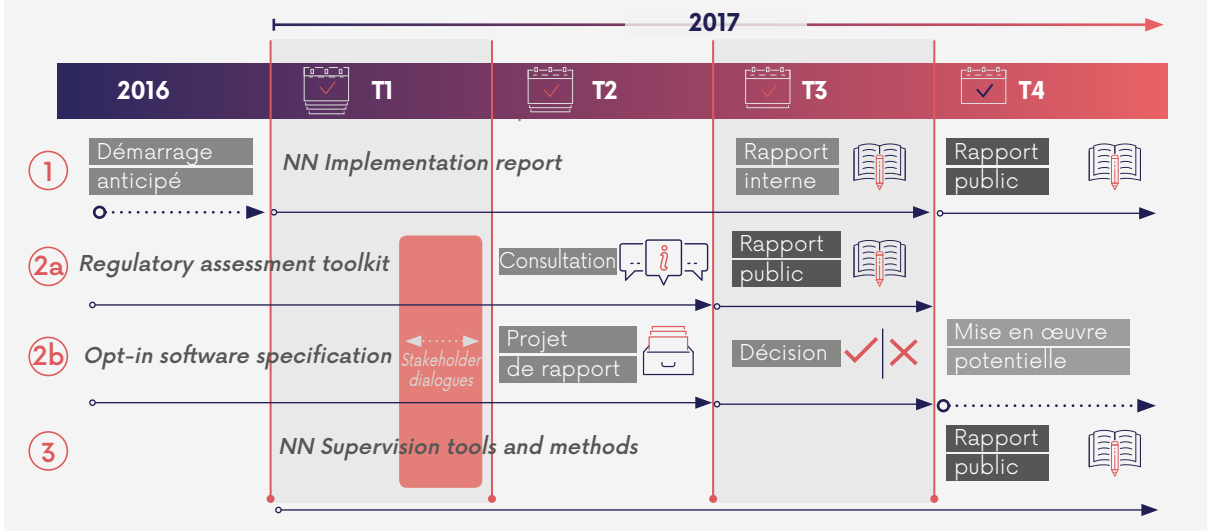 2017
2016
T1
T2
T3
T4
1
Démarrage
anticipé
NN Implementation report
Rapport
interne
Rapport
public
2a
Regulatory assessment toolkit
Consultation
i
Rapport
public
2b
Opt-in software specification
Stakeholder
dialogues
Projet
de rapport
Décision
Mise en œuvre
potentielle
3
NN Supervision tools and methods
Rapport
public